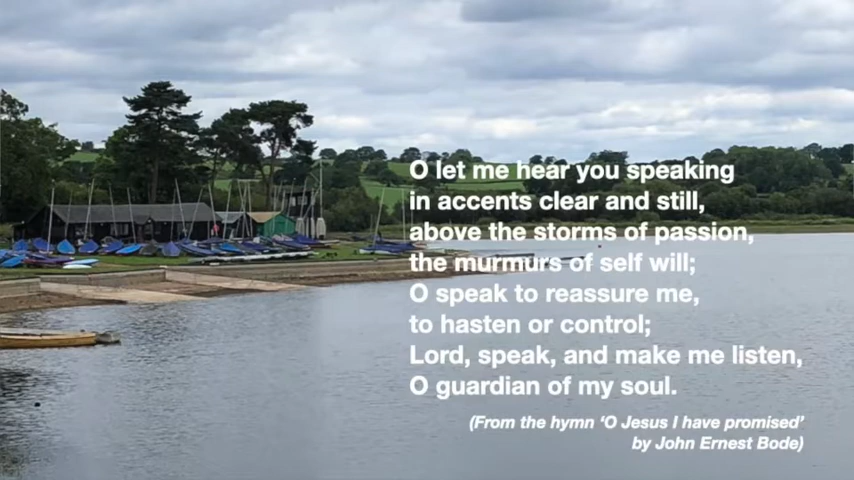 O let me hear you speaking
in accents clear and still,
above the storms of passion,
the murmurs of self will;
O speak to reassure me,
to hasten or control;
Lord, speak, and make me listen,
O guardian of my soul.
(From the hymn ‘O Jesus I have promised’
by John Ernest Bode)